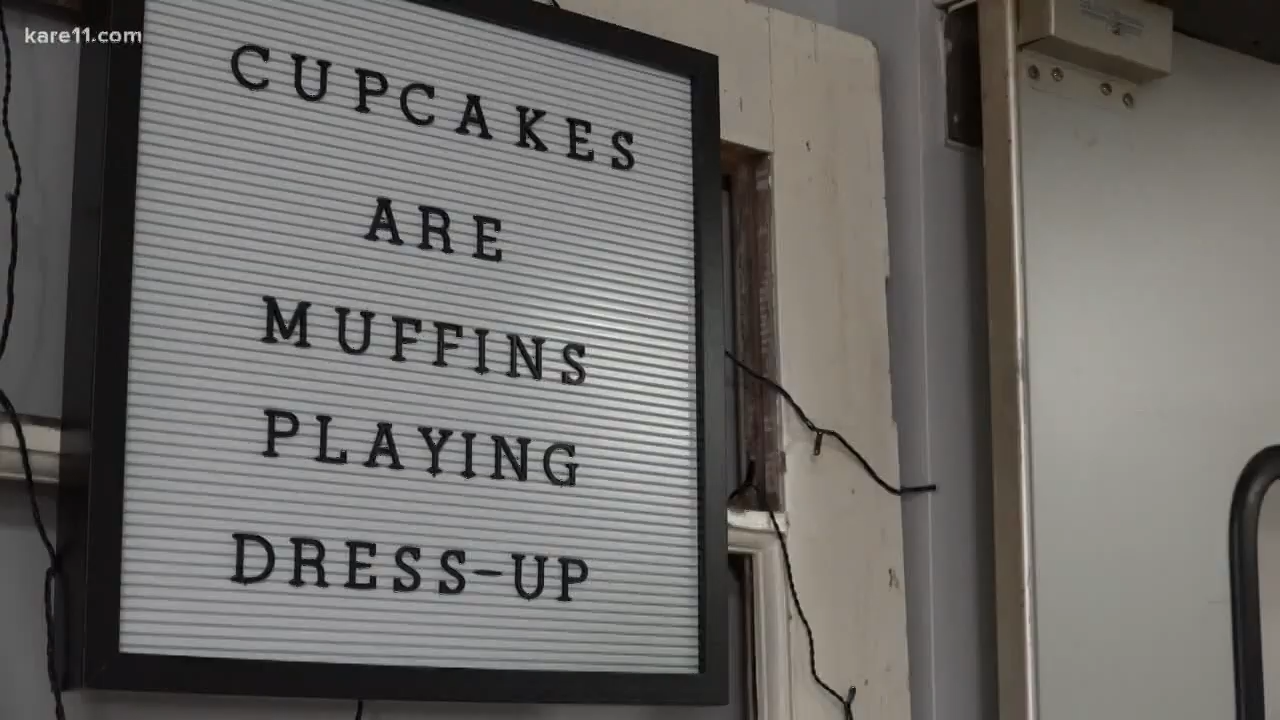 kare11.com
CUPCAKES
ARE
MUFFINS
PLAYING
DRESS-UP